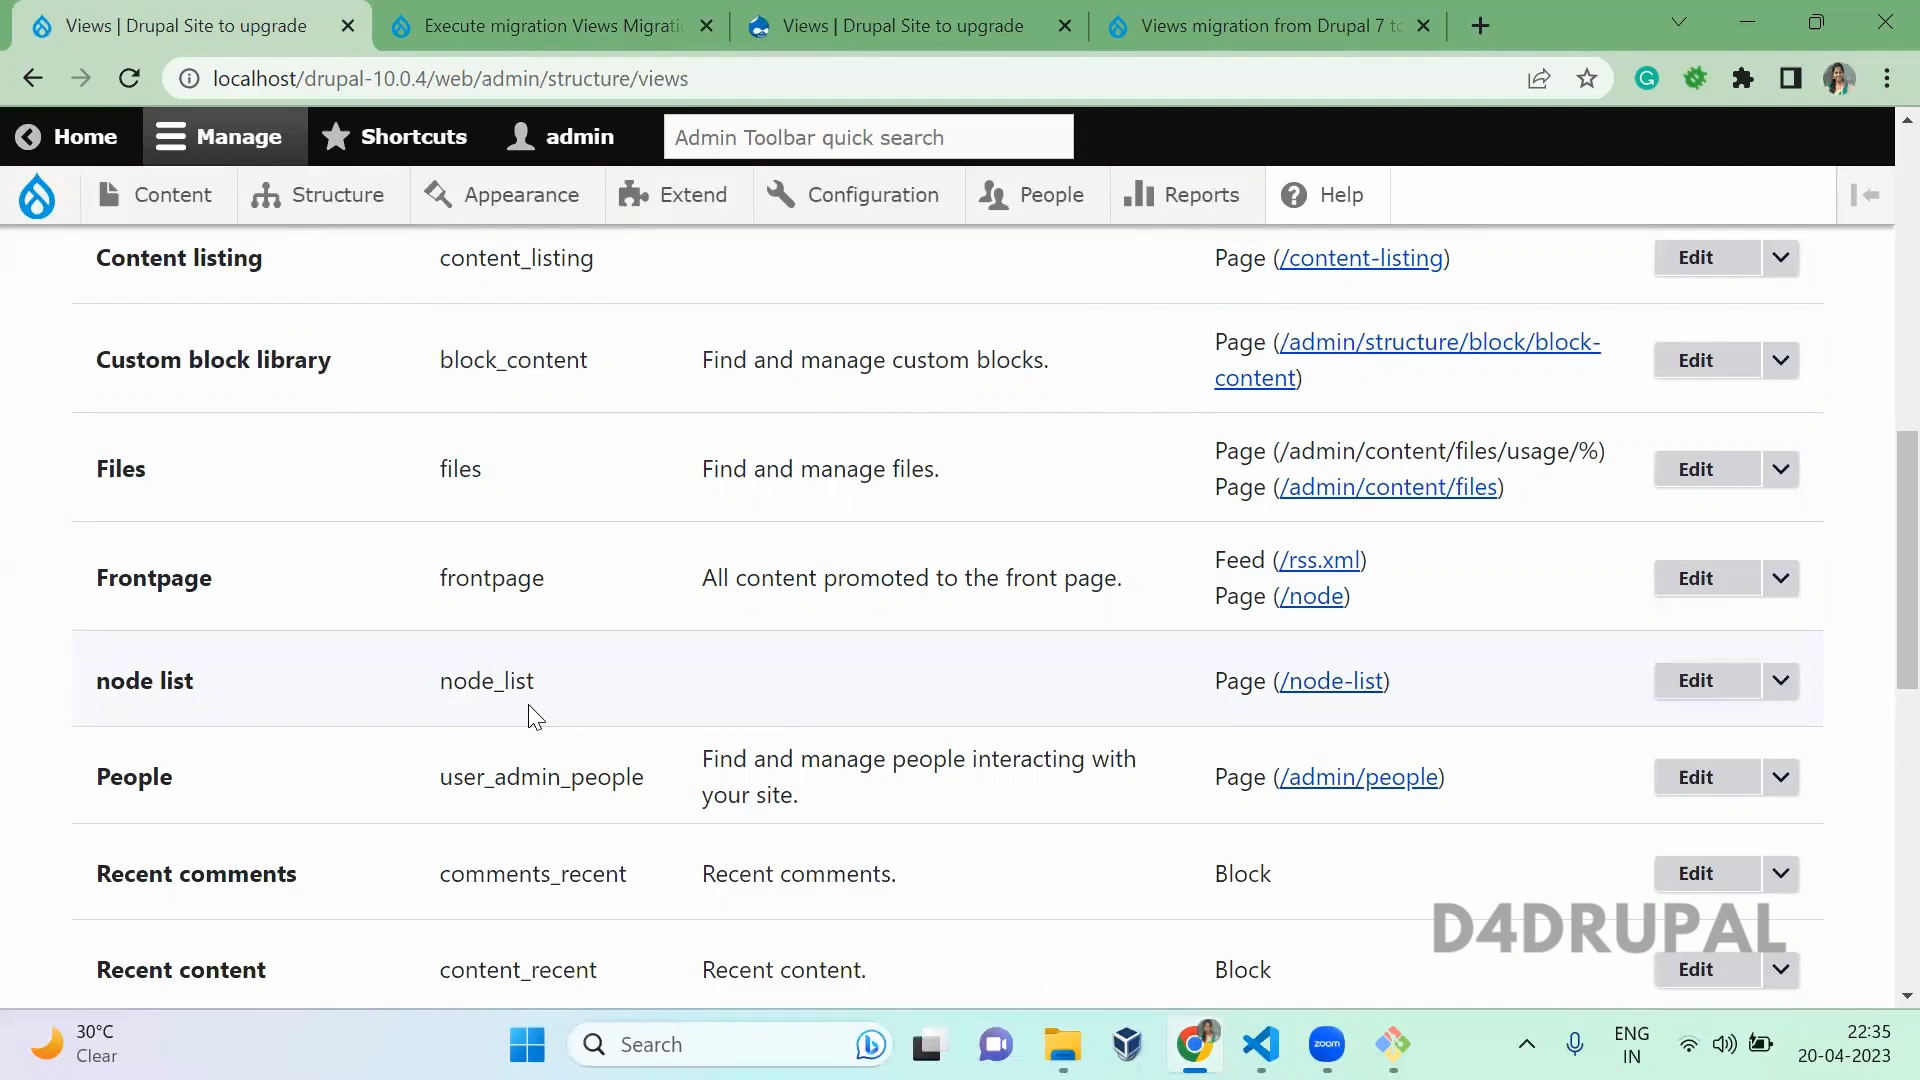 Views | Drupal Site to upgrade
Execute migration Views Migrati
Views | Drupal Site to upgrade
Views migration from Drupal 7 to
localhost/drupal-10.0.4/web/admin/structure/views
Home
Manage
Shortcuts
admin
Admin Toolbar quick search
Content
Structure
Appearance
Extend
Configuration
People
Reports
Help
Content listing
content_listing
Page (/content-listing)
Edit
Custom block library
block_content
Find and manage custom blocks.
Page (/admin/structure/block/block-
content)
Edit
Files
files
Find and manage files.
Page (/admin/content/files/usage/%)
Page (/admin/content/files)
Edit
Frontpage
frontpage
All content promoted to the front page.
Feed (/rss.xml)
Page (/node)
Edit
node list
node_list
Page (/node-list)
Edit
People
user_admin_people
Find and manage people interacting with
your site.
Page (/admin/people)
Edit
Recent comments
comments_recent
Recent comments.
Block
Edit
D4DRUPAL
Recent content
content_recent
Recent content.
Block
Edit
30°C
Clear
Search
zoom
ENG
IN
22:35
20-04-2023